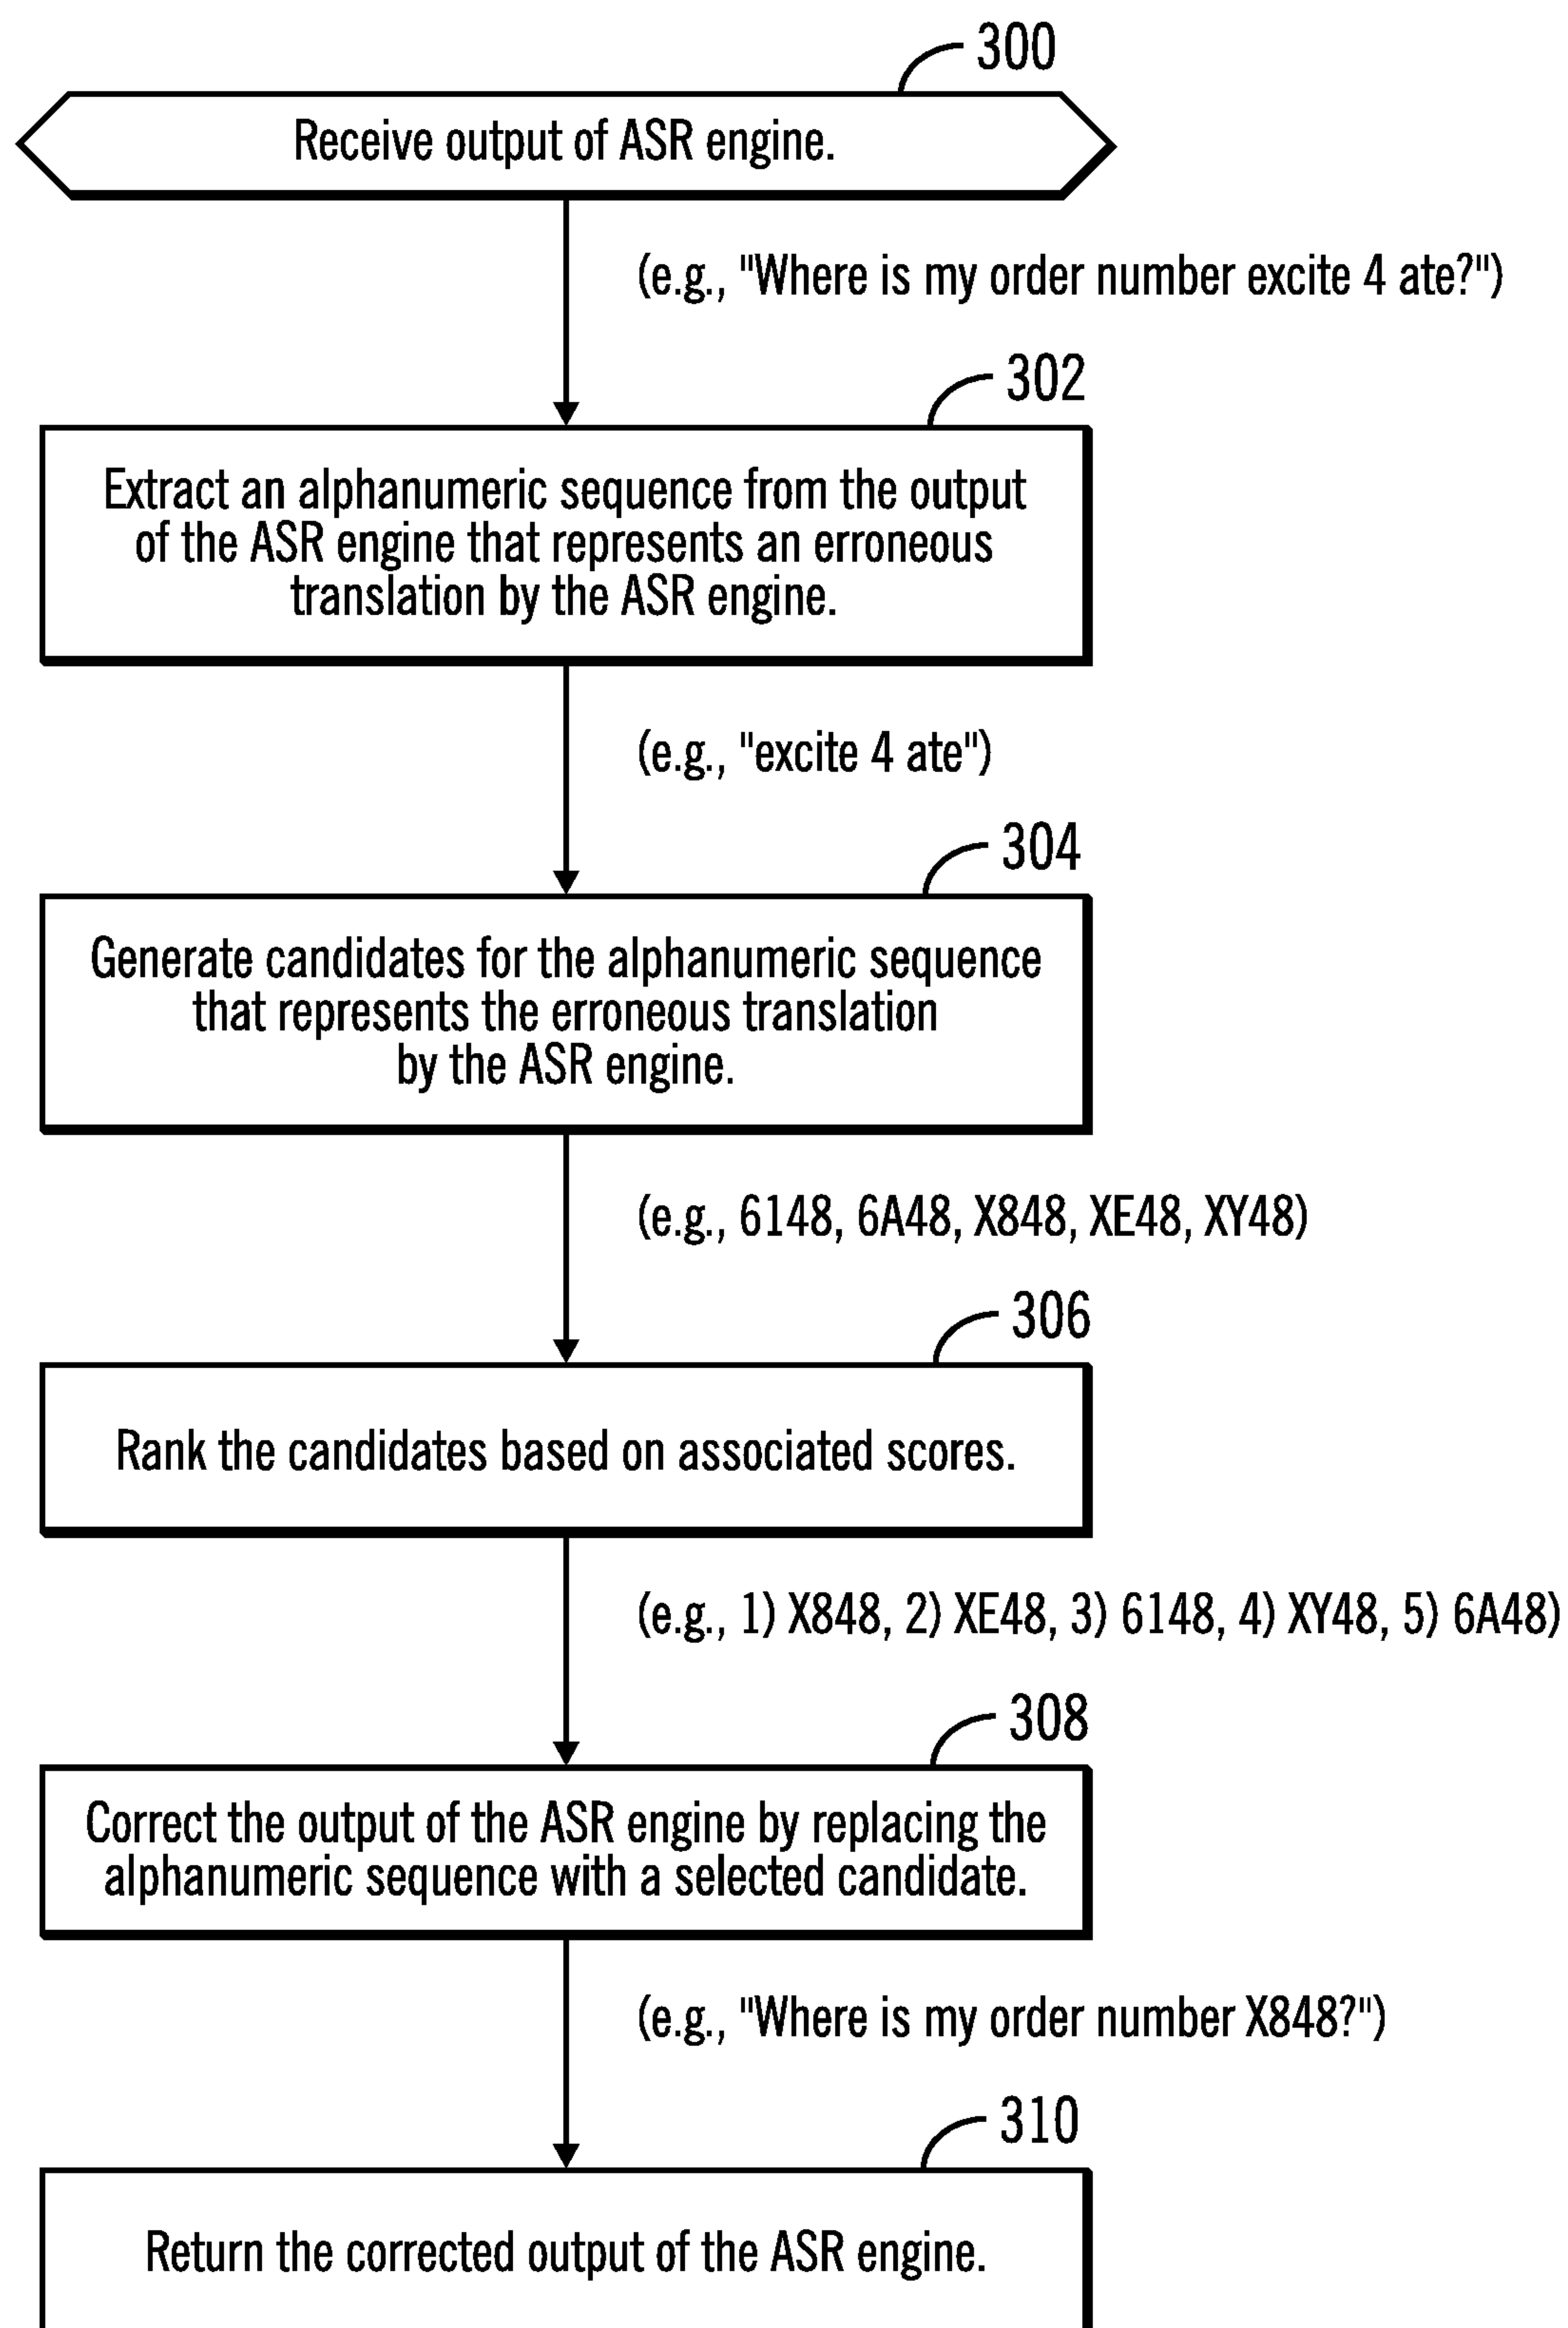 300
Receive output of ASR engine.
(e.g., "Where is my order number excite 4 ate?")
302
Extract an alphanumeric sequence from the output
of the ASR engine that represents an erroneous
translation by the ASR engine.
(e.g., "excite 4 ate")
304
Generate candidates for the alphanumeric sequence
that represents the erroneous translation
by the ASR engine.
(e.g., 6148, 6A48, X848, XE48, XY48)
306
Rank the candidates based on associated scores.
(e.g., 1) X848, 2) XE48, 3) 6148, 4) XY48, 5) 6A48)
308
Correct the output of the ASR engine by replacing the
alphanumeric sequence with a selected candidate.
(e.g., "Where is my order number X848?")
310
Return the corrected output of the ASR engine.